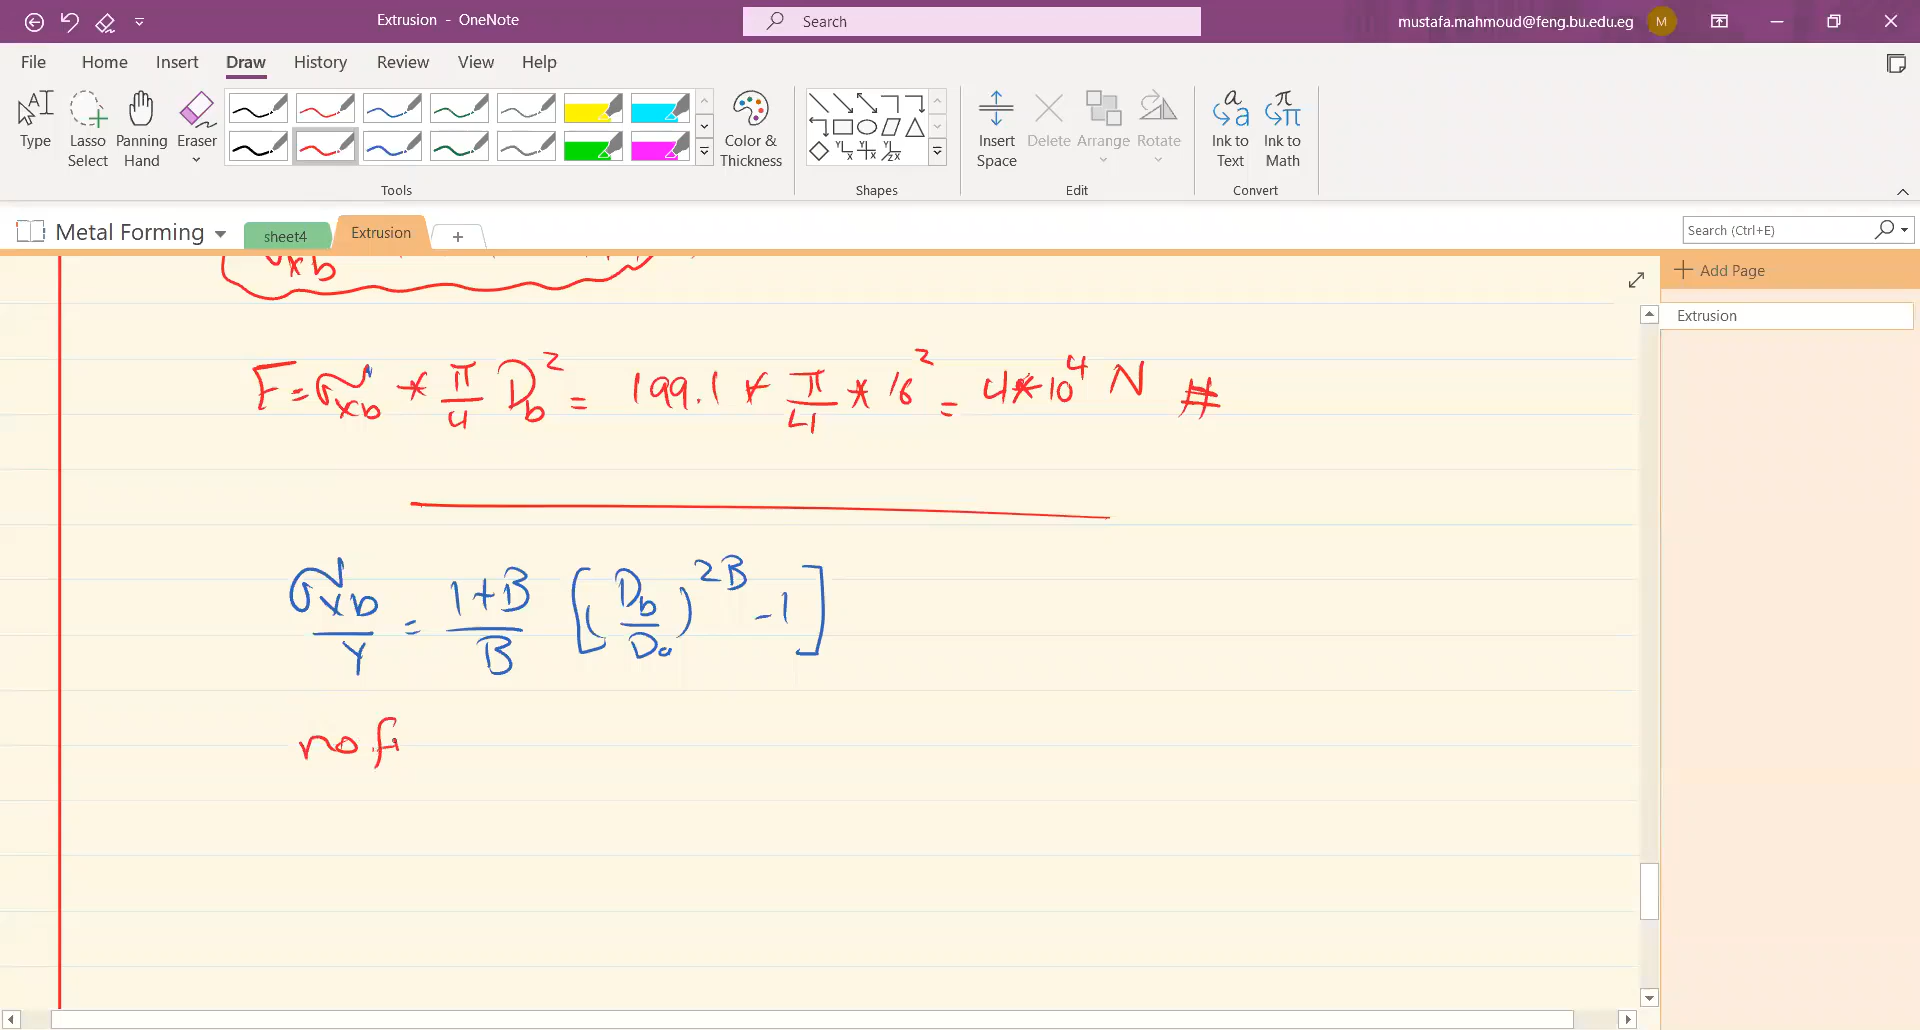 Extrusion - OneNote
Search
mustafa.mahmoud@feng.bu.edu.eg
M
File Home Insert Draw History Review View Help
Type
Lasso Select
Panning Hand
Eraser
Color & Thickness
Insert Space
Delete
Arrange
Rotate
Ink to Text
Ink to Math
Tools
Shapes
Edit
Convert
Metal Forming
sheet4
Extrusion
Search (Ctrl+E)
Add Page
Extrusion
xb
F = σxb * π/4 Db² = 199.1 * π/4 * 16² = 4*10⁴ N #
σxb/Y = (1+B)/B [(Db/Da)^2B - 1]
no f